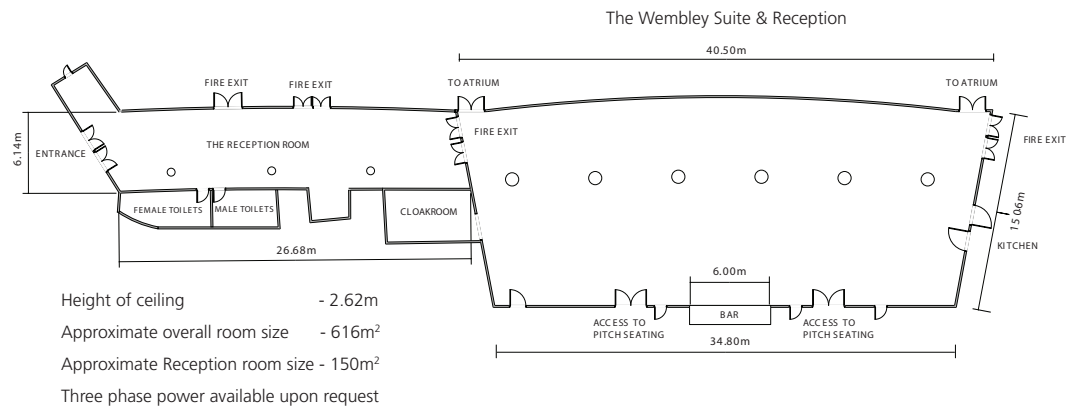 The Wembley Suite & Reception
40.50m
FIRE EXIT
FIRE EXIT
TO ATRIUM
TO ATRIUM
6.14m
ENTRANCE
THE RECEPTION ROOM
FIRE EXIT
FIRE EXIT
FEMALE TOILETS
MALE TOILETS
CLOAKROOM
15.06m
KITCHEN
26.68m
6.00m
BAR
ACCESS TO
PITCH SEATING
ACCESS TO
PITCH SEATING
34.80m
Height of ceiling - 2.62m
Approximate overall room size - 616m²
Approximate Reception room size - 150m²
Three phase power available upon request